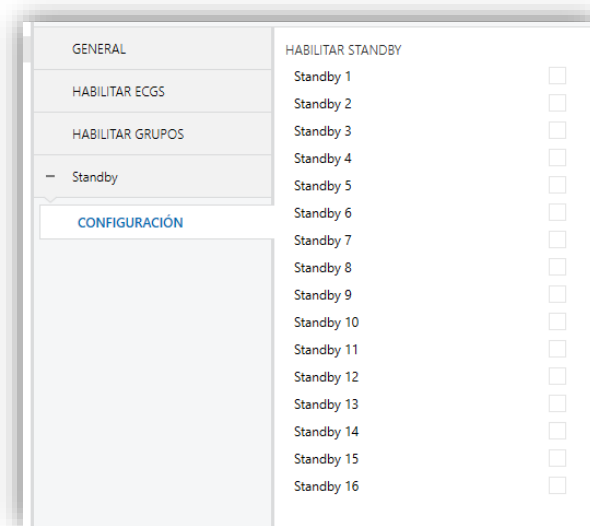 GENERAL
HABILITAR ECGS
HABILITAR GRUPOS
− Standby
CONFIGURACIÓN
HABILITAR STANDBY
Standby 1
Standby 2
Standby 3
Standby 4
Standby 5
Standby 6
Standby 7
Standby 8
Standby 9
Standby 10
Standby 11
Standby 12
Standby 13
Standby 14
Standby 15
Standby 16